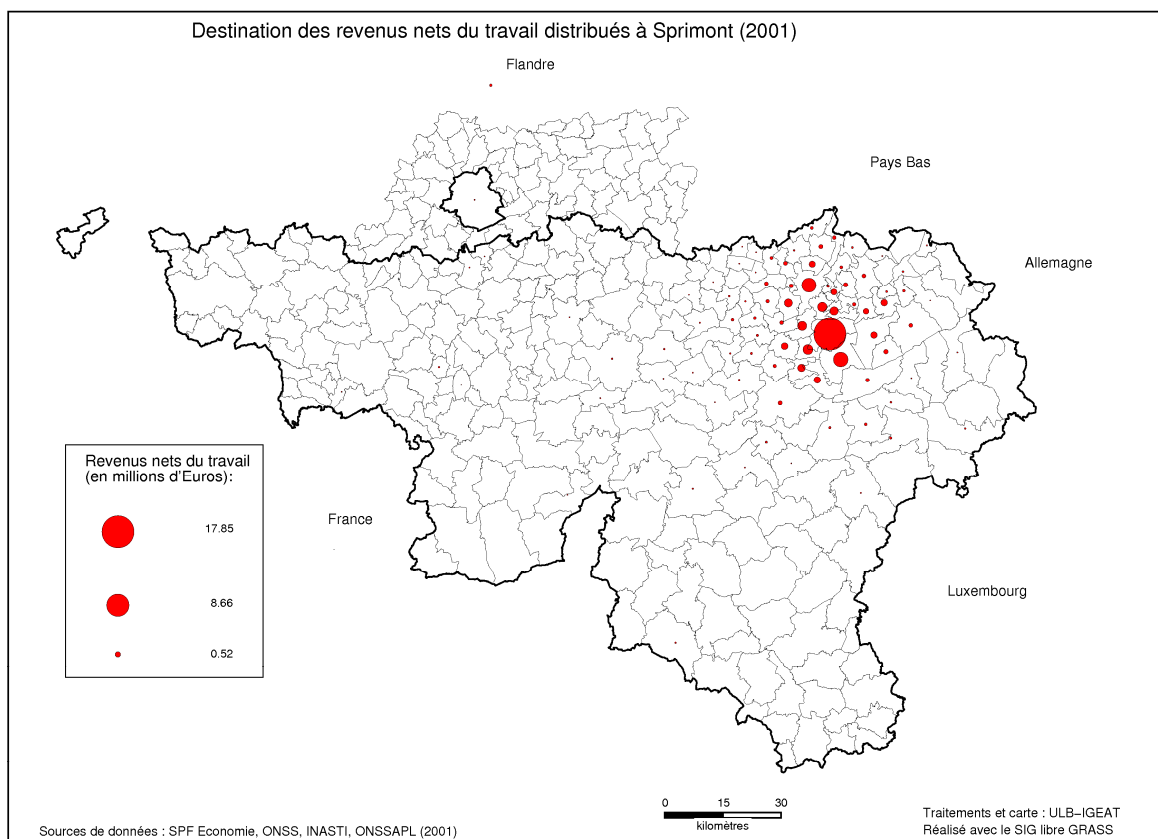 Destination des revenus nets du travail distribués à Sprimont (2001)
Flandre
Pays Bas
Allemagne
Revenus nets du travail
(en millions d'Euros):
17.85
8.66
0.52
France
Luxembourg
0 15 30
kilomètres
Sources de données : SPF Economie, ONSS, INASTI, ONSSAPL (2001)
Traitements et carte : ULB-IGEAT
Réalisé avec le SIG libre GRASS